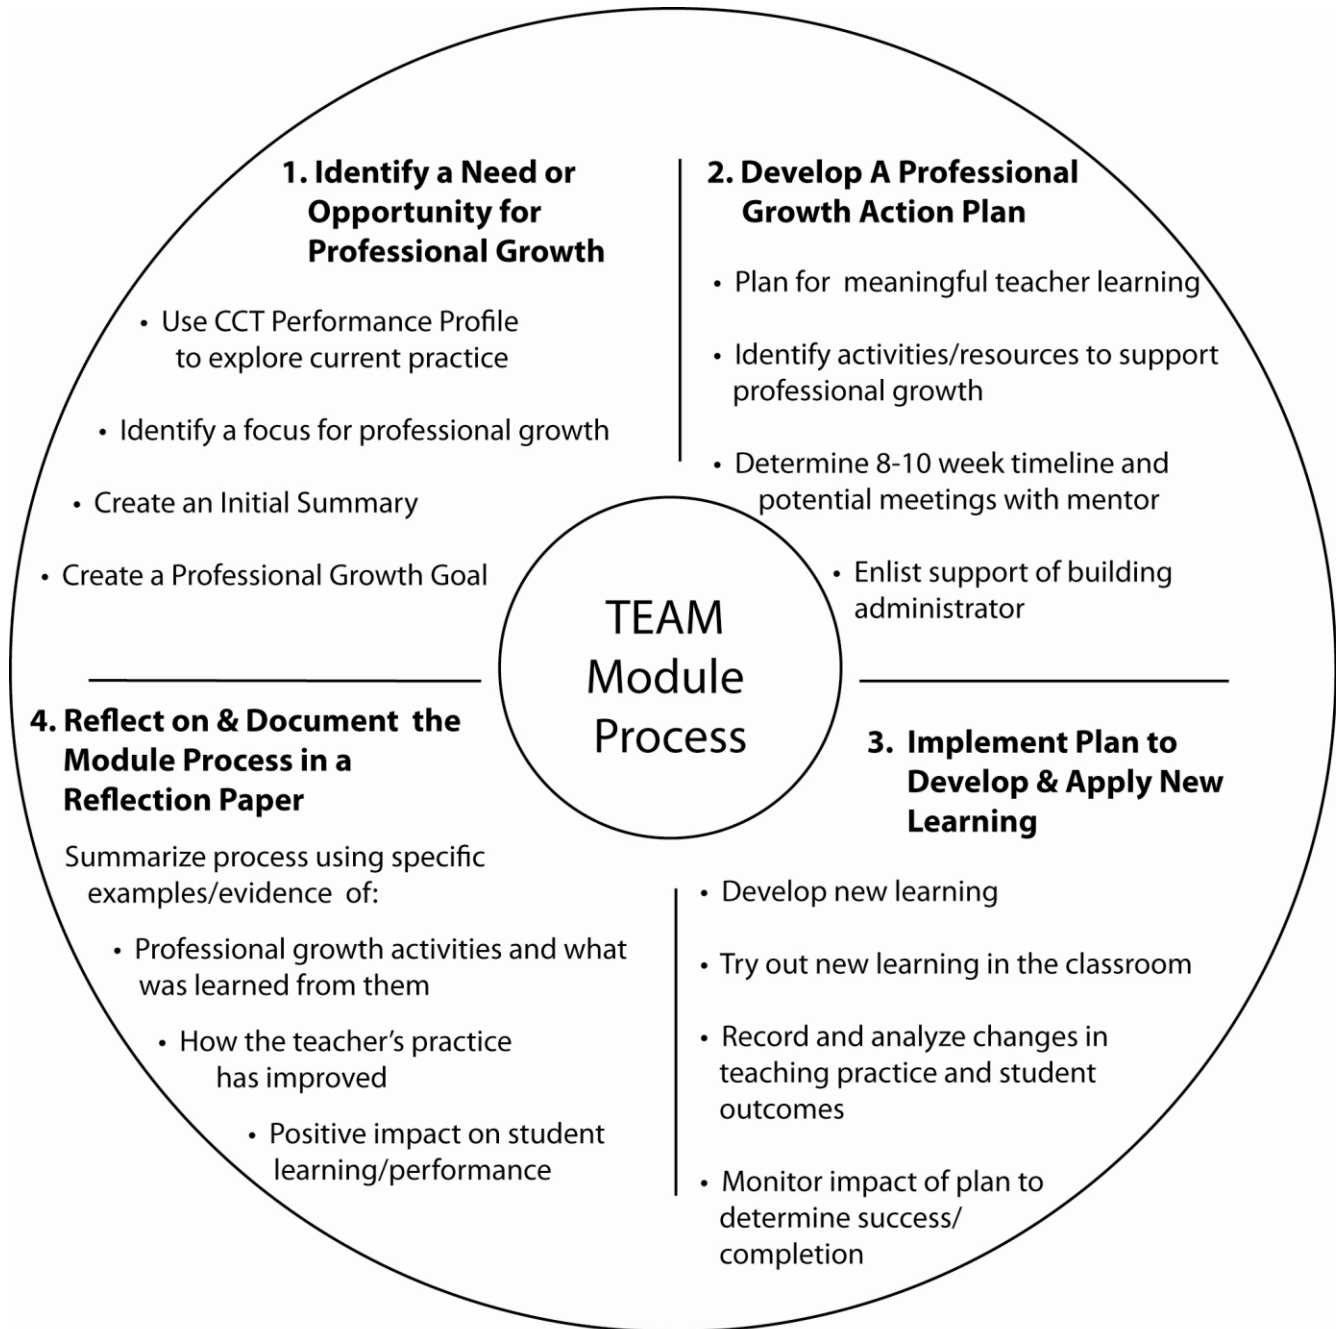 1. Identify a Need or
Opportunity for
Professional Growth
• Use CCT Performance Profile
to explore current practice
• Identify a focus for professional growth
• Create an Initial Summary
• Create a Professional Growth Goal
2. Develop A Professional
Growth Action Plan
• Plan for meaningful teacher learning
• Identify activities/resources to support
professional growth
• Determine 8-10 week timeline and
potential meetings with mentor
• Enlist support of building
administrator
TEAM
Module
Process
3. Implement Plan to
Develop & Apply New
Learning
• Develop new learning
• Try out new learning in the classroom
• Record and analyze changes in
teaching practice and student
outcomes
• Monitor impact of plan to
determine success/
completion
4. Reflect on & Document the
Module Process in a
Reflection Paper
Summarize process using specific
examples/evidence of:
• Professional growth activities and what
was learned from them
• How the teacher’s practice
has improved
• Positive impact on student
learning/performance